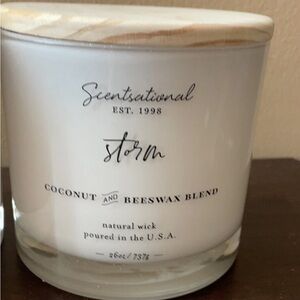 Scentsational
EST. 1998
storm
COCONUT AND BEESWAX BLEND
natural wick
poured in the U.S.A.
26oz/737g